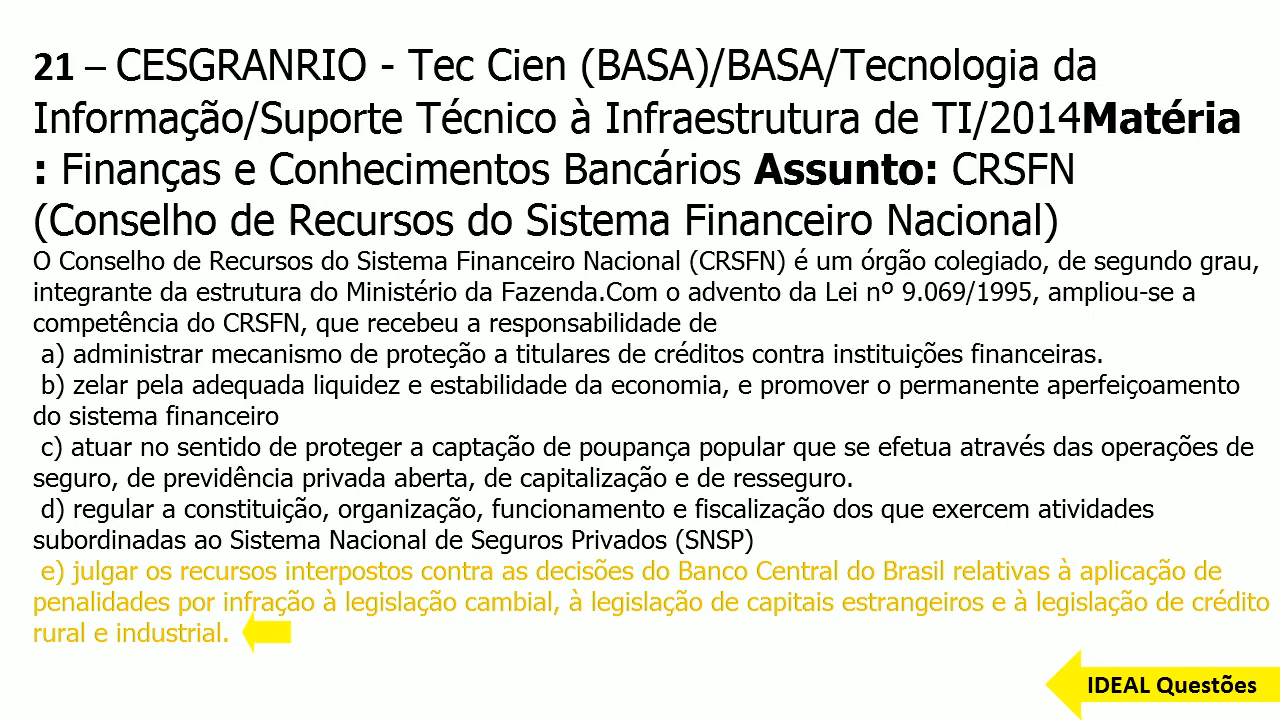 21 – CESGRANRIO - Tec Cien (BASA)/BASA/Tecnologia da
Informação/Suporte Técnico à Infraestrutura de TI/2014Matéria
: Finanças e Conhecimentos Bancários Assunto: CRSFN
(Conselho de Recursos do Sistema Financeiro Nacional)
O Conselho de Recursos do Sistema Financeiro Nacional (CRSFN) é um órgão colegiado, de segundo grau,
integrante da estrutura do Ministério da Fazenda.Com o advento da Lei nº 9.069/1995, ampliou-se a
competência do CRSFN, que recebeu a responsabilidade de
a) administrar mecanismo de proteção a titulares de créditos contra instituições financeiras.
b) zelar pela adequada liquidez e estabilidade da economia, e promover o permanente aperfeiçoamento
do sistema financeiro
c) atuar no sentido de proteger a captação de poupança popular que se efetua através das operações de
seguro, de previdência privada aberta, de capitalização e de resseguro.
d) regular a constituição, organização, funcionamento e fiscalização dos que exercem atividades
subordinadas ao Sistema Nacional de Seguros Privados (SNSP)
e) julgar os recursos interpostos contra as decisões do Banco Central do Brasil relativas à aplicação de
penalidades por infração à legislação cambial, à legislação de capitais estrangeiros e à legislação de crédito
rural e industrial.
IDEAL Questões